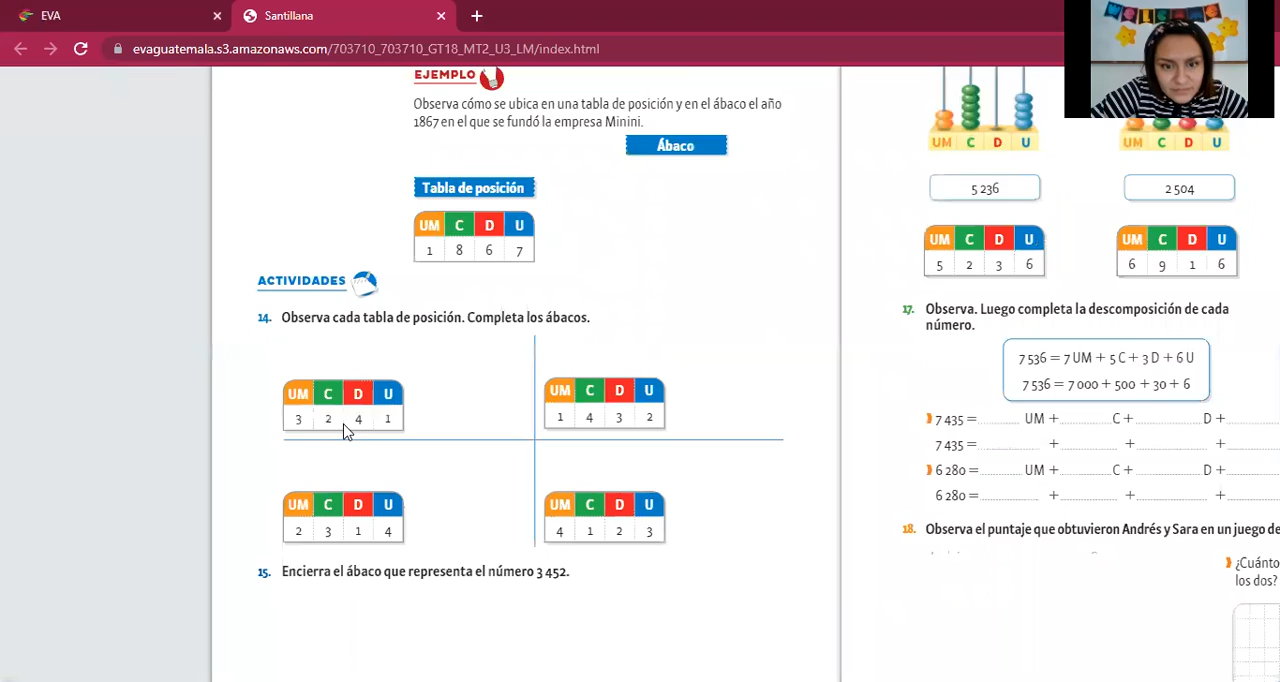 EVA
Santillana
evaguatemala.s3.amazonaws.com/703710_703710_GT18_MT2_U3_LM/index.html
EJEMPLO
Observa cómo se ubica en una tabla de posición y en el ábaco el año
1867 en el que se fundó la empresa Minini.
Ábaco
Tabla de posición
UM C D U
1 8 6 7
ACTIVIDADES
14. Observa cada tabla de posición. Completa los ábacos.
UM C D U
3 2 4 1
UM C D U
1 4 3 2
UM C D U
2 3 1 4
UM C D U
4 1 2 3
15. Encierra el ábaco que representa el número 3 452.
UM C D U
UM C D U
5 236
2 504
UM C D U
5 2 3 6
UM C D U
6 9 1 6
17. Observa. Luego completa la descomposición de cada
número.
7 536 = 7 UM + 5 C + 3 D + 6 U
7 536 = 7 000 + 500 + 30 + 6
7 435 = UM + C + D +
7 435 = + + +
6 280 = UM + C + D +
6 280 = + + +
18. Observa el puntaje que obtuvieron Andrés y Sara en un juego de
¿Cuánto
los dos?